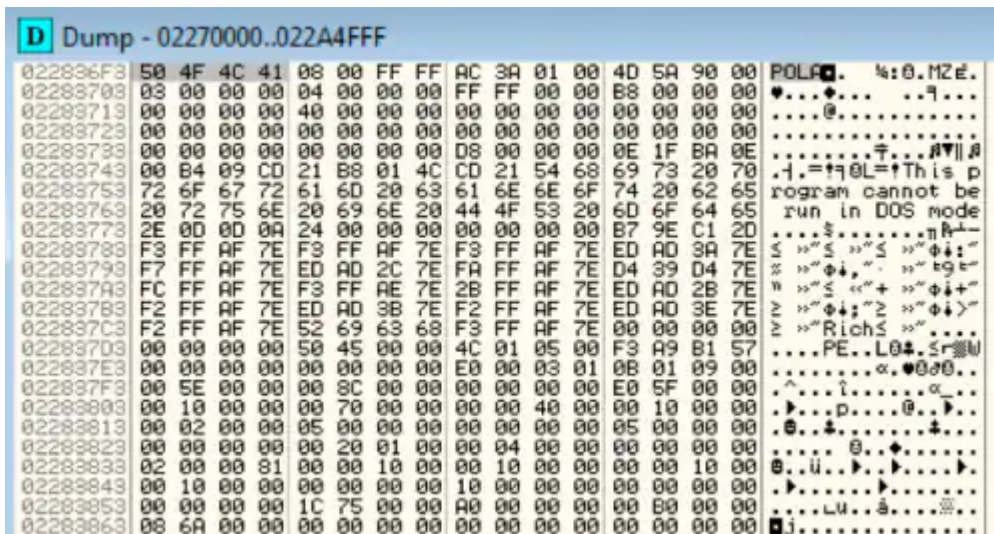 D Dump - 02270000..022A4FFF
022836F3 50 4F 4C 41 08 00 FF FF AC 3A 01 00 4D 5A 90 00 POLA◘. ¼:☺.MZÉ.
02283703 03 00 00 00 04 00 00 00 FF FF 00 00 B8 00 00 00 ♥...♦... ..╕...
02283713 00 00 00 00 40 00 00 00 00 00 00 00 00 00 00 00 ....@...........
02283723 00 00 00 00 00 00 00 00 00 00 00 00 00 00 00 00 ................
02283733 00 00 00 00 00 00 00 00 D8 00 00 00 0E 1F BA 0E ........╪...♬▼║♬
02283743 00 B4 09 CD 21 B8 01 4C CD 21 54 68 69 73 20 70 .┤.═!╕☺L═!This p
02283753 72 6F 67 72 61 6D 20 63 61 6E 6E 6F 74 20 62 65 rogram cannot be
02283763 20 72 75 6E 20 69 6E 20 44 4F 53 20 6D 6F 64 65  run in DOS mode
02283773 2E 0D 0D 0A 24 00 00 00 00 00 00 00 B7 9E C1 2D
02283783 F3 FF AF 7E F3 FF AF 7E F3 FF AF 7E ED AD 3A 7E
02283793 F7 FF AF 7E ED AD 2C 7E FA FF AF 7E D4 39 D4 7E
022837A3 FC FF AF 7E F3 FF AE 7E 2B FF AF 7E ED AD 2B 7E
022837B3 F2 FF AF 7E ED AD 3B 7E F2 FF AF 7E ED AD 3E 7E
022837C3 F2 FF AF 7E 52 69 63 68 F3 FF AF 7E 00 00 00 00 ≥ »~Rich≤ »~....
022837D3 00 00 00 00 50 45 00 00 4C 01 05 00 F3 A9 B1 57 ....PE..L☺♣.≤⌐▒W
022837E3 00 00 00 00 00 00 00 00 E0 00 03 01 0B 01 09 00 ........α.♥☺♂☺..
022837F3 00 5E 00 00 00 8C 00 00 00 00 00 00 E0 5F 00 00 .^...î......α_..
02283803 00 10 00 00 00 70 00 00 00 00 40 00 00 10 00 00 .►...p....@..►..
02283813 00 02 00 00 05 00 00 00 00 00 00 00 05 00 00 00 .☻..♣.......♣...
02283823 00 00 00 00 00 20 01 00 00 04 00 00 00 00 00 00 ..... ☺..♦......
02283833 02 00 00 81 00 00 10 00 00 10 00 00 00 00 10 00 ☻..ü..►..►....►.
02283843 00 10 00 00 00 00 00 00 10 00 00 00 00 00 00 00 .►......►.......
02283853 00 00 00 00 1C 75 00 00 A0 00 00 00 00 B0 00 00 ....∟u..á....░..
02283863 08 6A 00 00 00 00 00 00 00 00 00 00 00 00 00 00 ◘j..............